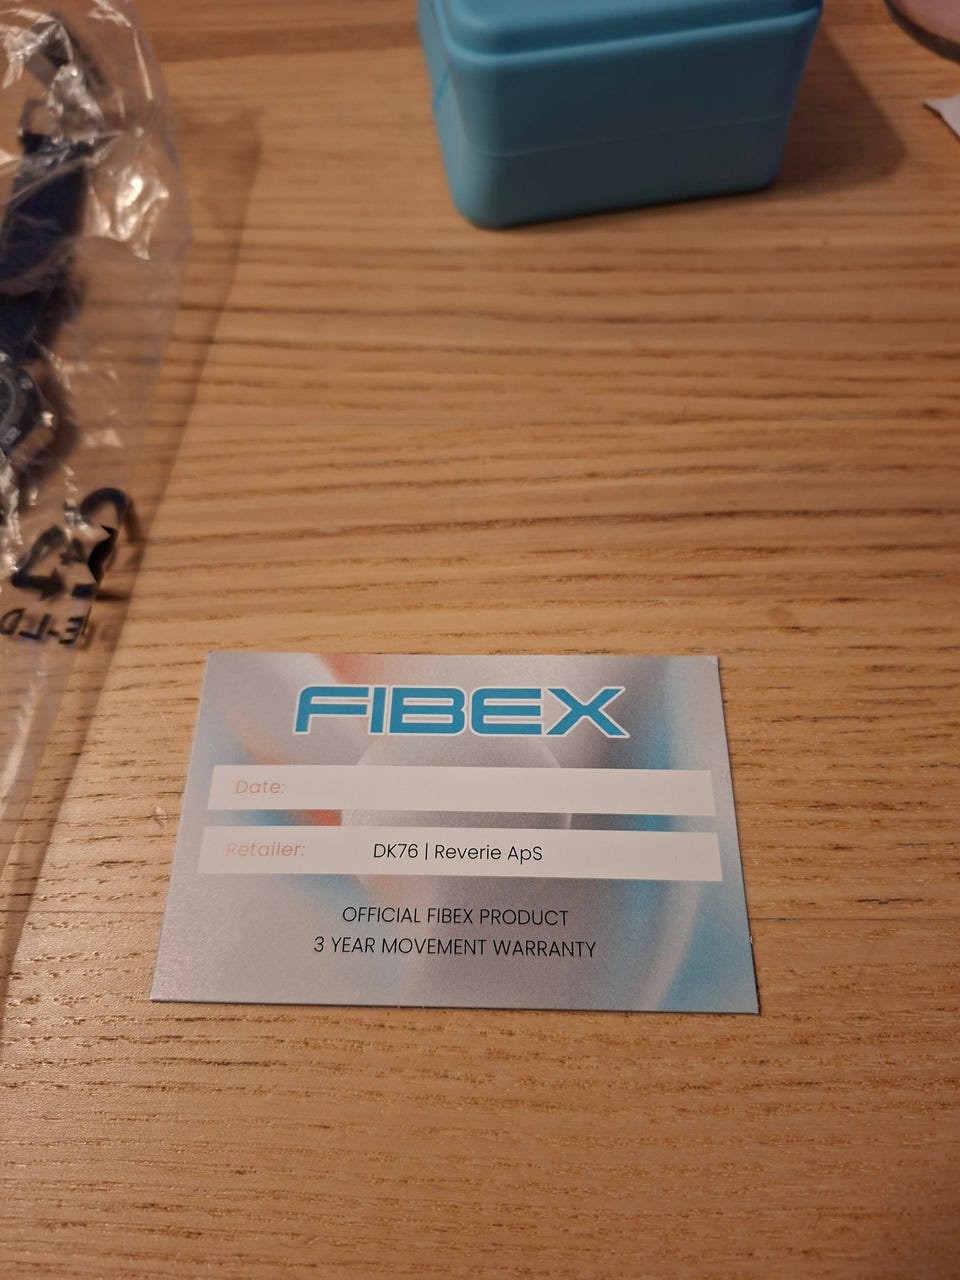 FIBEX
Date:
Retailer: DK76 | Reverie ApS
OFFICIAL FIBEX PRODUCT
3 YEAR MOVEMENT WARRANTY